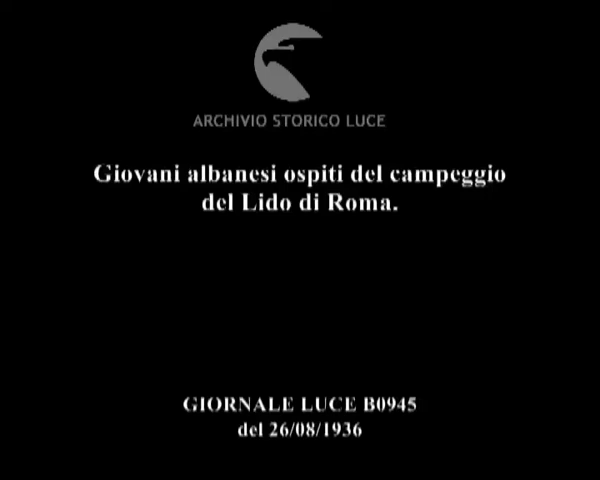 ARCHIVIO STORICO LUCE
Giovani albanesi ospiti del campeggio
del Lido di Roma.
GIORNALE LUCE B0945
del 26/08/1936